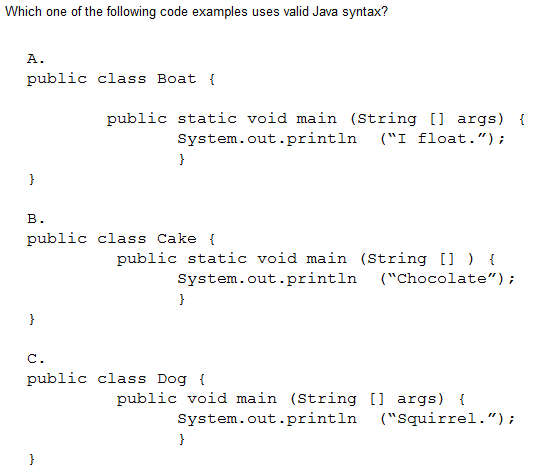 Which one of the following code examples uses valid Java syntax?
A.
public class Boat {
public static void main (String [] args) {
System.out.println (“I float.”);
}
}
B.
public class Cake {
public static void main (String [] ) {
System.out.println (“Chocolate”);
}
}
C.
public class Dog {
public void main (String [] args) {
System.out.println (“Squirrel.”);
}
}